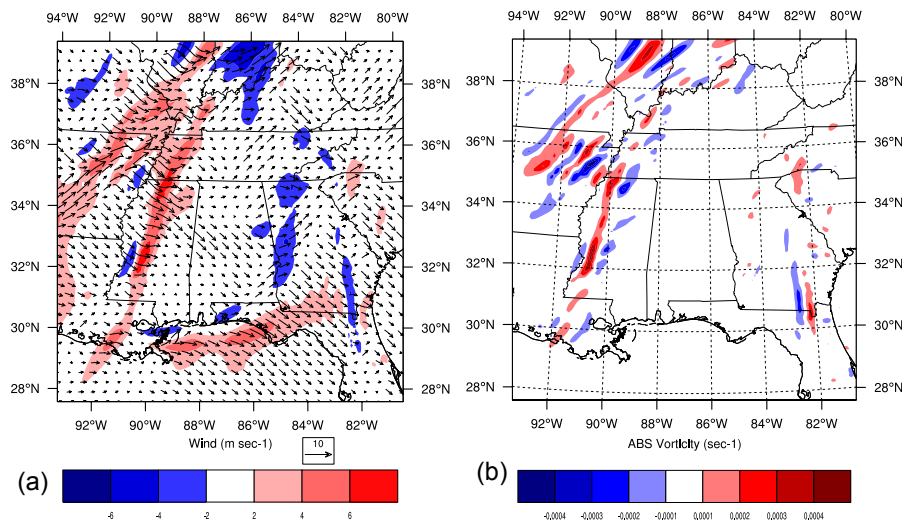 92°W 90°W 88°W 86°W 84°W 82°W 80°W
94°W 92°W 90°W 88°W 86°W 84°W 82°W
38°N 38°N 38°N 38°N
36°N 36°N 36°N 36°N
34°N 34°N 34°N 34°N
32°N 32°N 32°N 32°N
30°N 30°N 30°N 30°N
28°N 28°N 28°N 28°N
92°W 90°W 88°W 86°W 84°W 82°W
92°W 90°W 88°W 86°W 84°W 82°W
Wind (m sec-1)
10
ABS Vorticity (sec-1)
(a)
-6 -4 -2 2 4 6
(b)
-0,0004 -0,0003 -0,0002 -0,0001 0,0001 0,0002 0,0003 0,0004